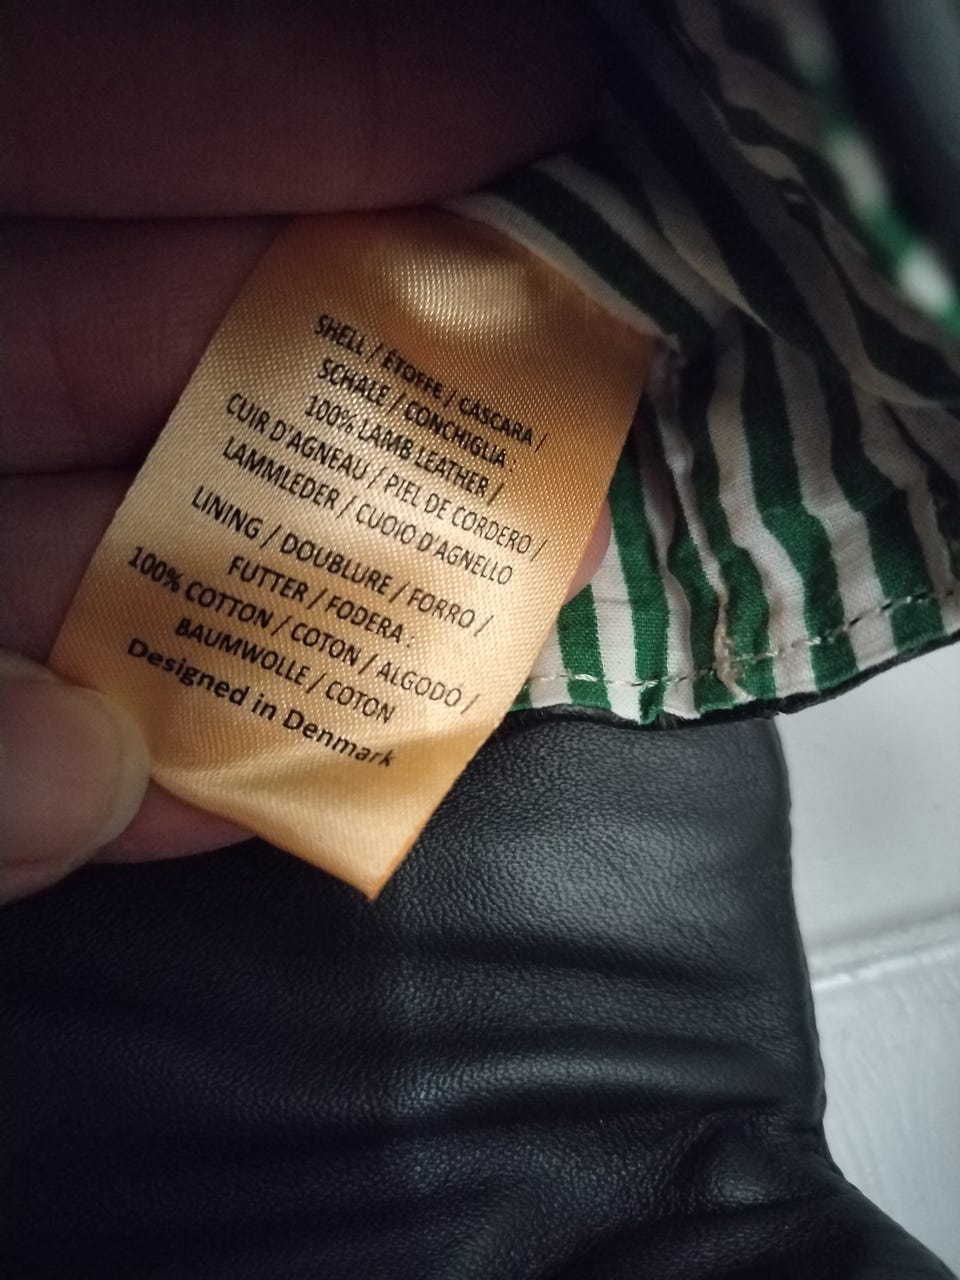 SHELL / ETOFFE / CASCARA /
SCHALE / CONCHIGLIA :
100% LAMB LEATHER /
CUIR D'AGNEAU / PIEL DE CORDERO /
LAMMLEDER / CUOIO D'AGNELLO
LINING / DOUBLURE / FORRO /
FUTTER / FODERA :
100% COTTON / COTON / ALGODÓ /
BAUMWOLLE / COTON
Designed in Denmark